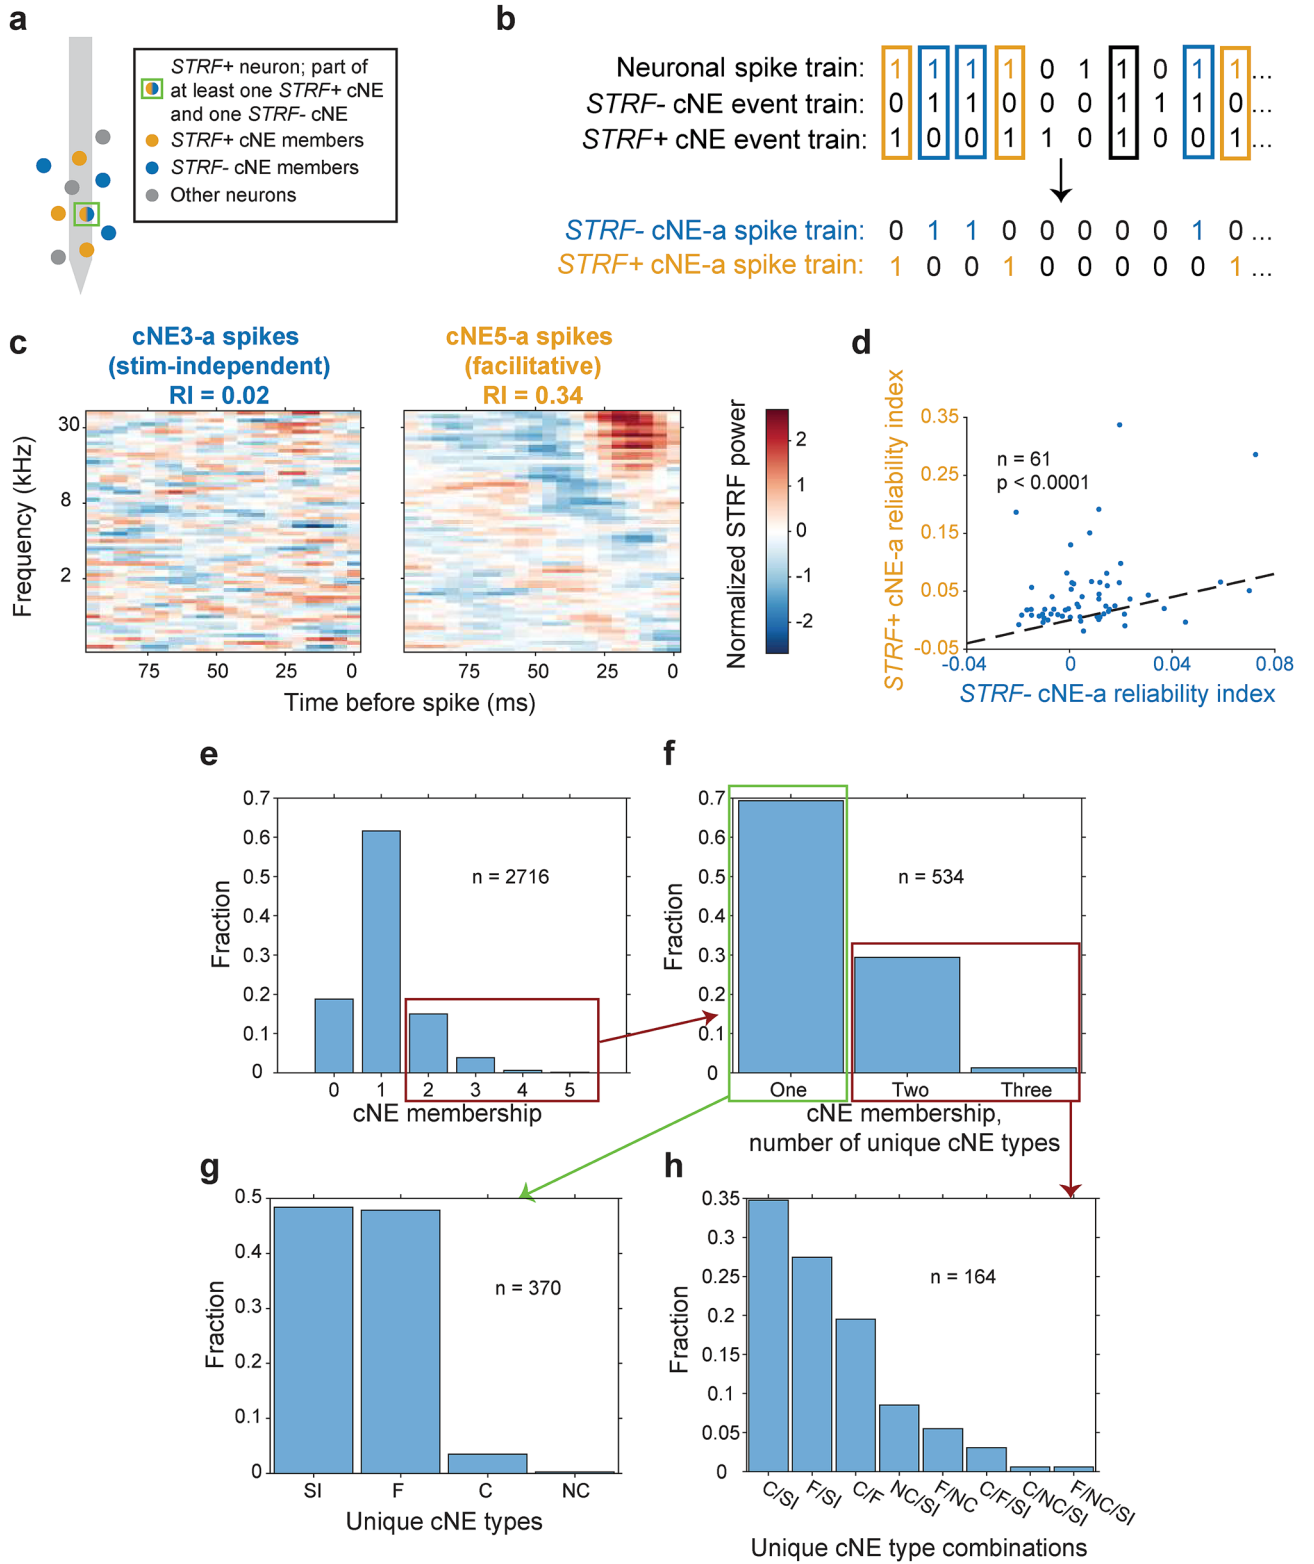 a
STRF+ neuron; part of
at least one STRF+ cNE
and one STRF- cNE
STRF+ cNE members
STRF- cNE members
Other neurons
b
Neuronal spike train: 1 1 1 1 0 1 1 0 1 1 ...
STRF- cNE event train: 0 1 1 0 0 0 1 1 1 0 ...
STRF+ cNE event train: 1 0 0 1 1 0 1 0 0 1 ...
STRF- cNE-a spike train: 0 1 1 0 0 0 0 0 1 0 ...
STRF+ cNE-a spike train: 1 0 0 1 0 0 0 0 0 1 ...
c
cNE3-a spikes
(stim-independent)
RI = 0.02
cNE5-a spikes
(facilitative)
RI = 0.34
Frequency (kHz)
30
8
2
75 50 25 0
75 50 25 0
Time before spike (ms)
Normalized STRF power
2
1
0
-1
-2
d
STRF+ cNE-a reliability index
0.35
0.25
0.15
0.05
-0.05
n = 61
p < 0.0001
-0.04 0 0.04 0.08
STRF- cNE-a reliability index
e
Fraction
0.7
0.6
0.5
0.4
0.3
0.2
0.1
0
n = 2716
0 1 2 3 4 5
cNE membership
f
Fraction
0.7
0.6
0.5
0.4
0.3
0.2
0.1
0
n = 534
One Two Three
cNE membership,
number of unique cNE types
g
Fraction
0.5
0.4
0.3
0.2
0.1
0
n = 370
SI F C NC
Unique cNE types
h
Fraction
0.35
0.3
0.25
0.2
0.15
0.1
0.05
0
n = 164
C/SI F/SI C/F NC/SI F/NC C/F/SI C/NC/SI F/NC/SI
Unique cNE type combinations